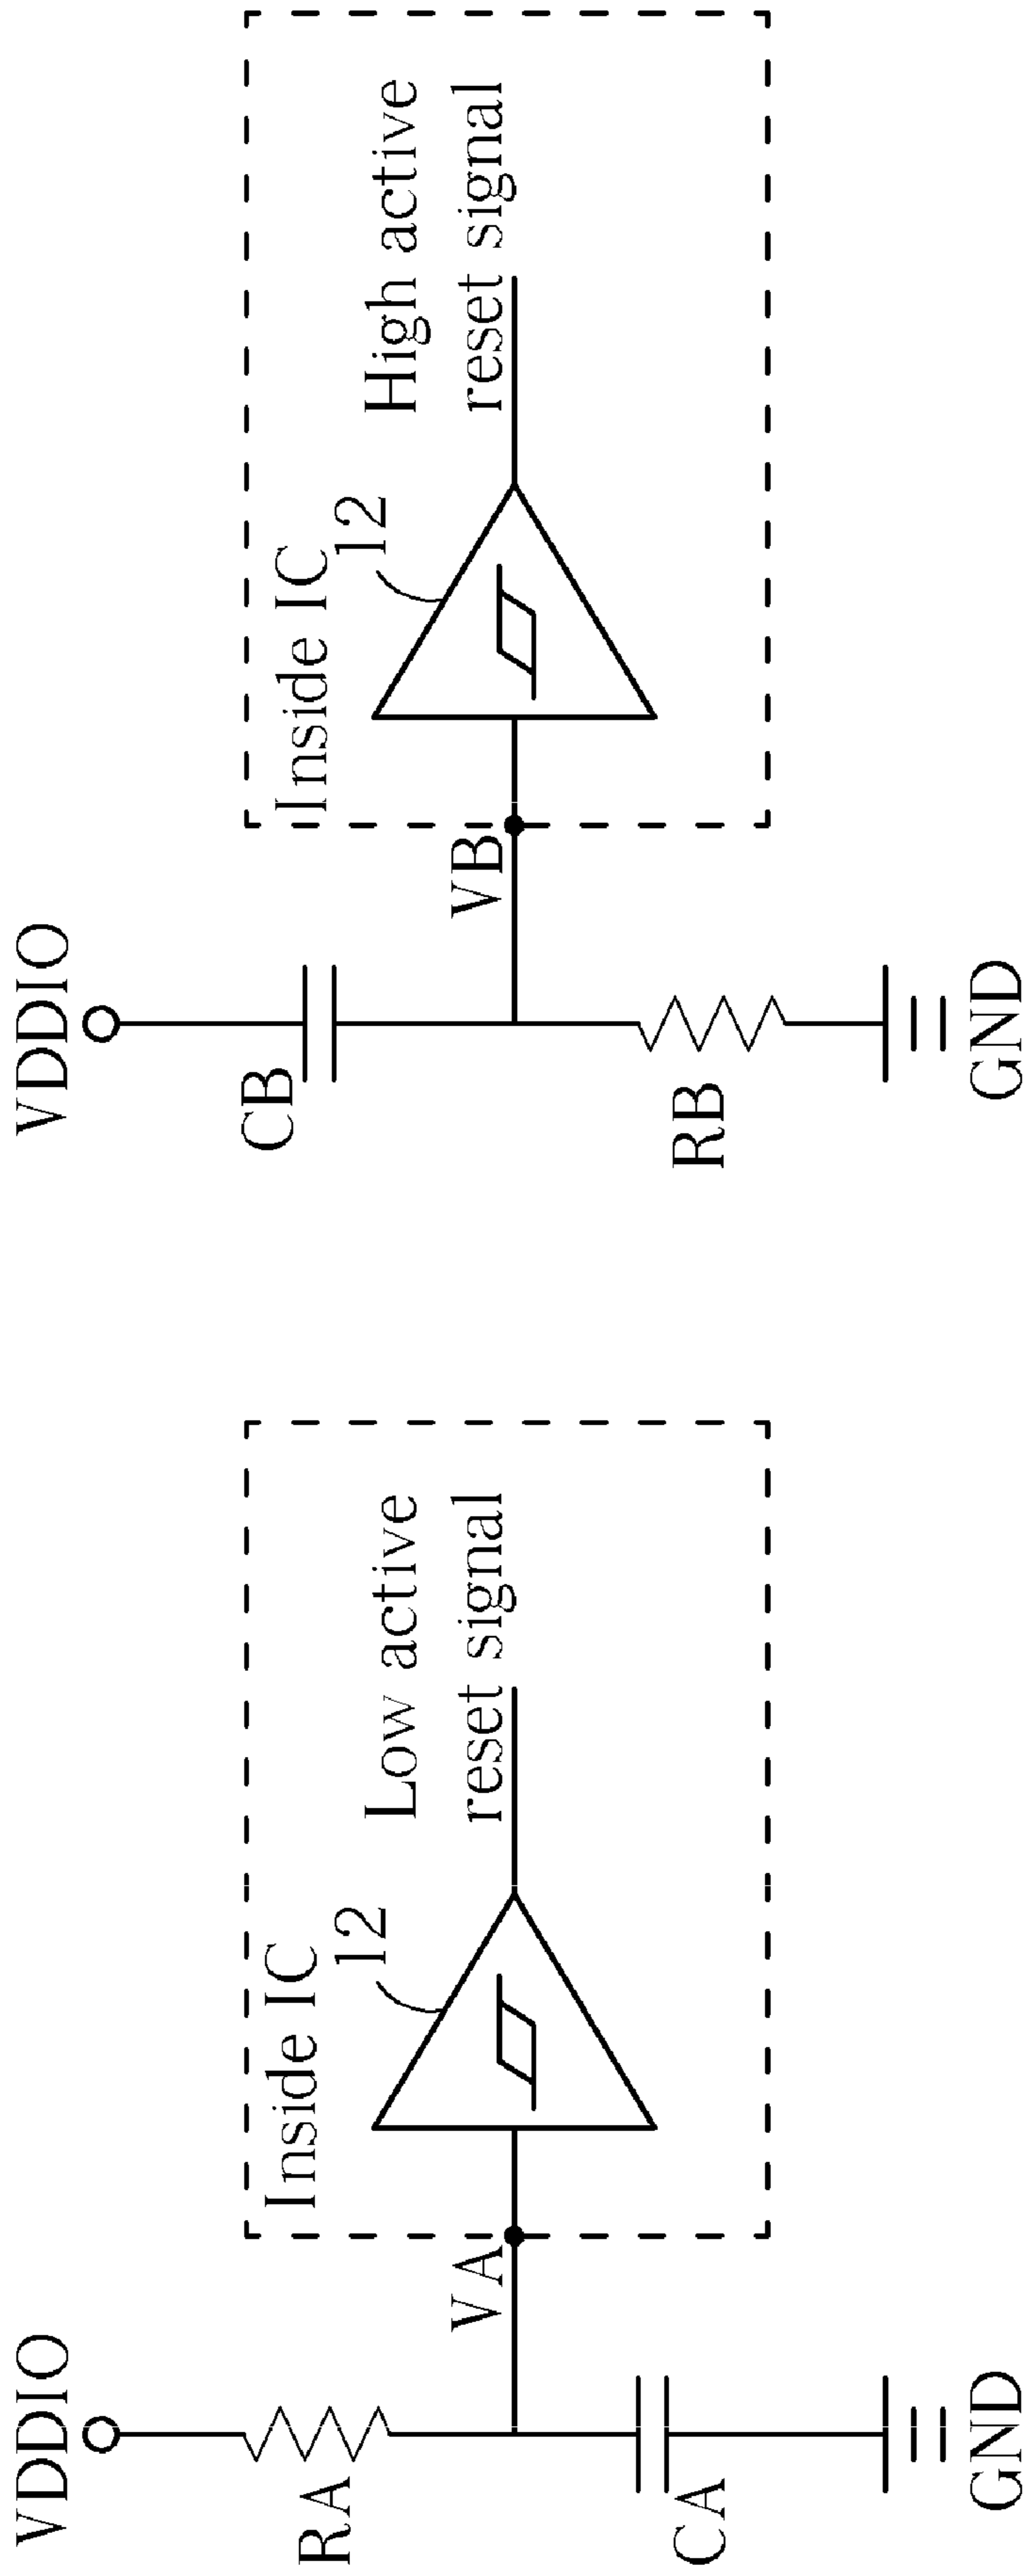 VDDIO
RA
CA
GND
VA
Inside IC
12
Low active
reset signal
VDDIO
CB
RB
GND
VB
Inside IC
12
High active
reset signal